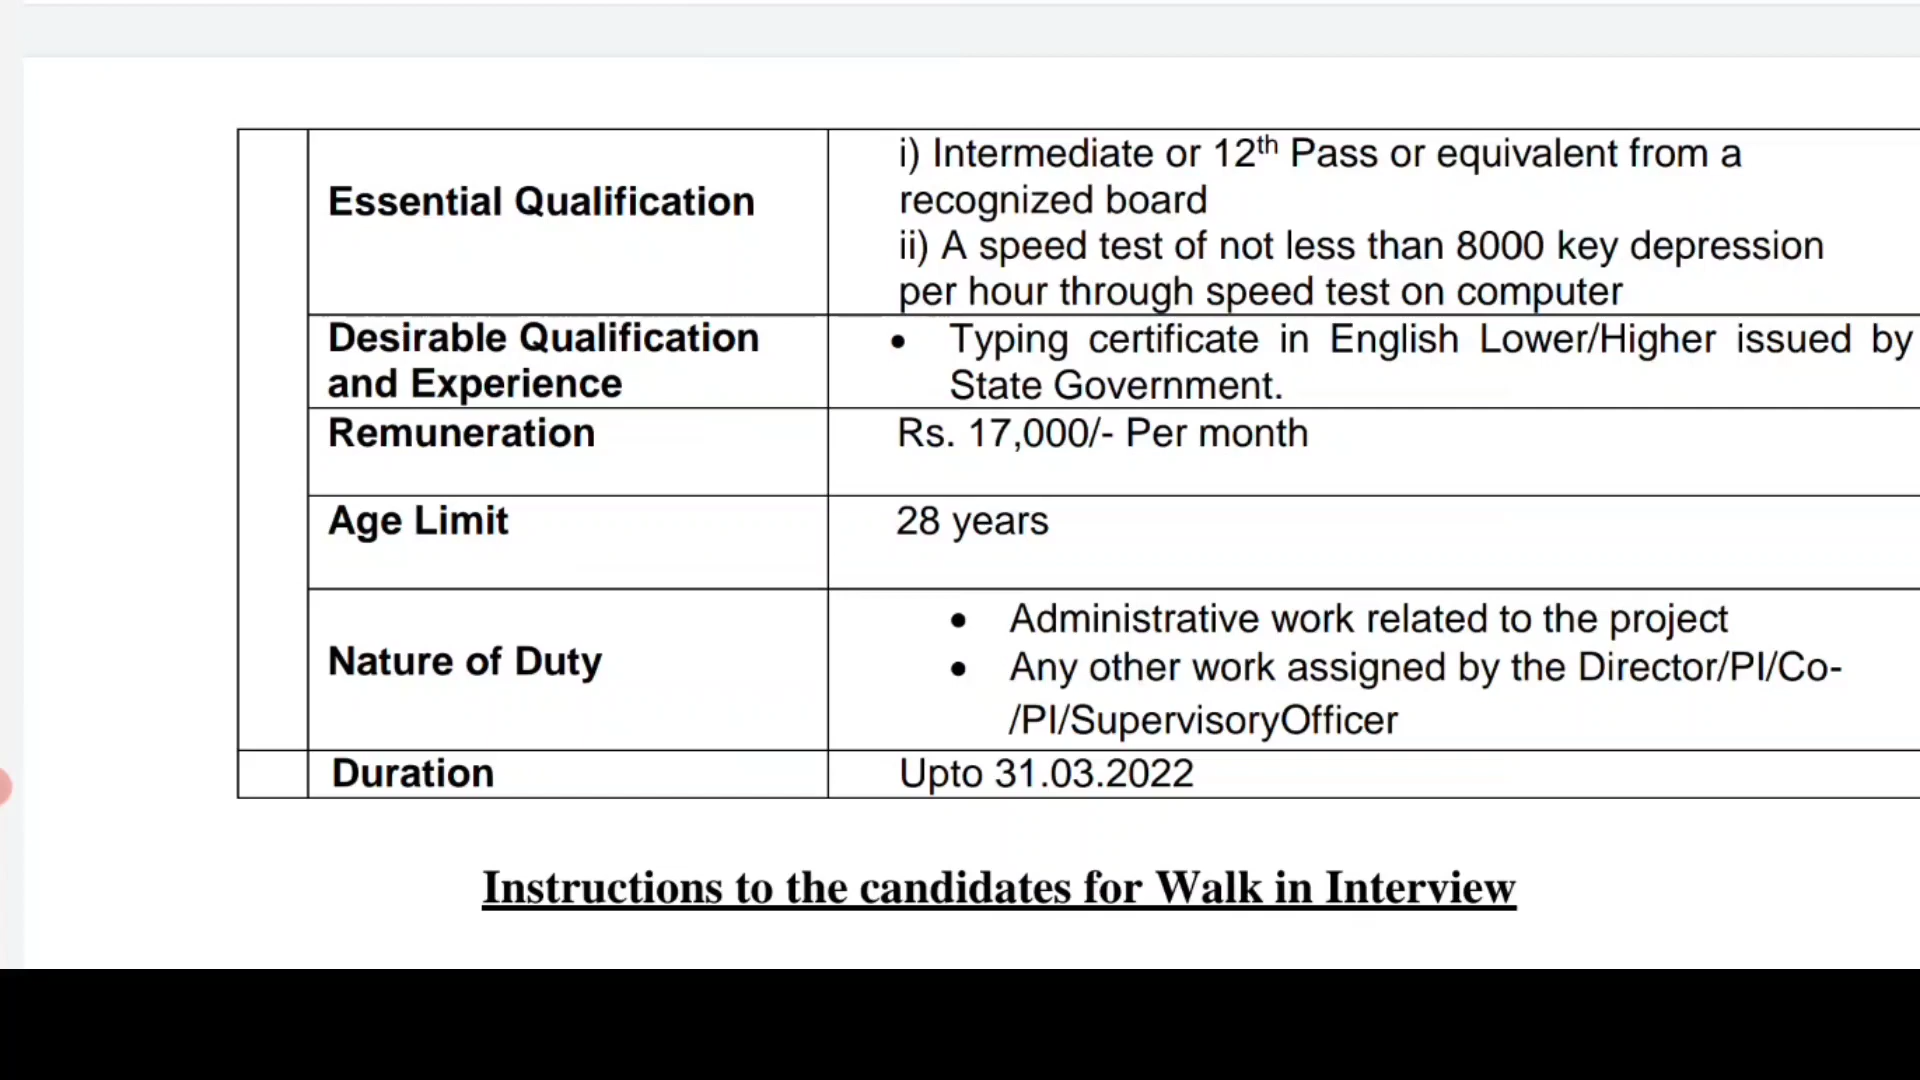 Essential Qualification
i) Intermediate or 12th Pass or equivalent from a
recognized board
ii) A speed test of not less than 8000 key depression
per hour through speed test on computer
Desirable Qualification
and Experience
• Typing certificate in English Lower/Higher issued by
State Government.
Remuneration
Rs. 17,000/- Per month
Age Limit
28 years
Nature of Duty
• Administrative work related to the project
• Any other work assigned by the Director/PI/Co-
/PI/SupervisoryOfficer
Duration
Upto 31.03.2022
Instructions to the candidates for Walk in Interview